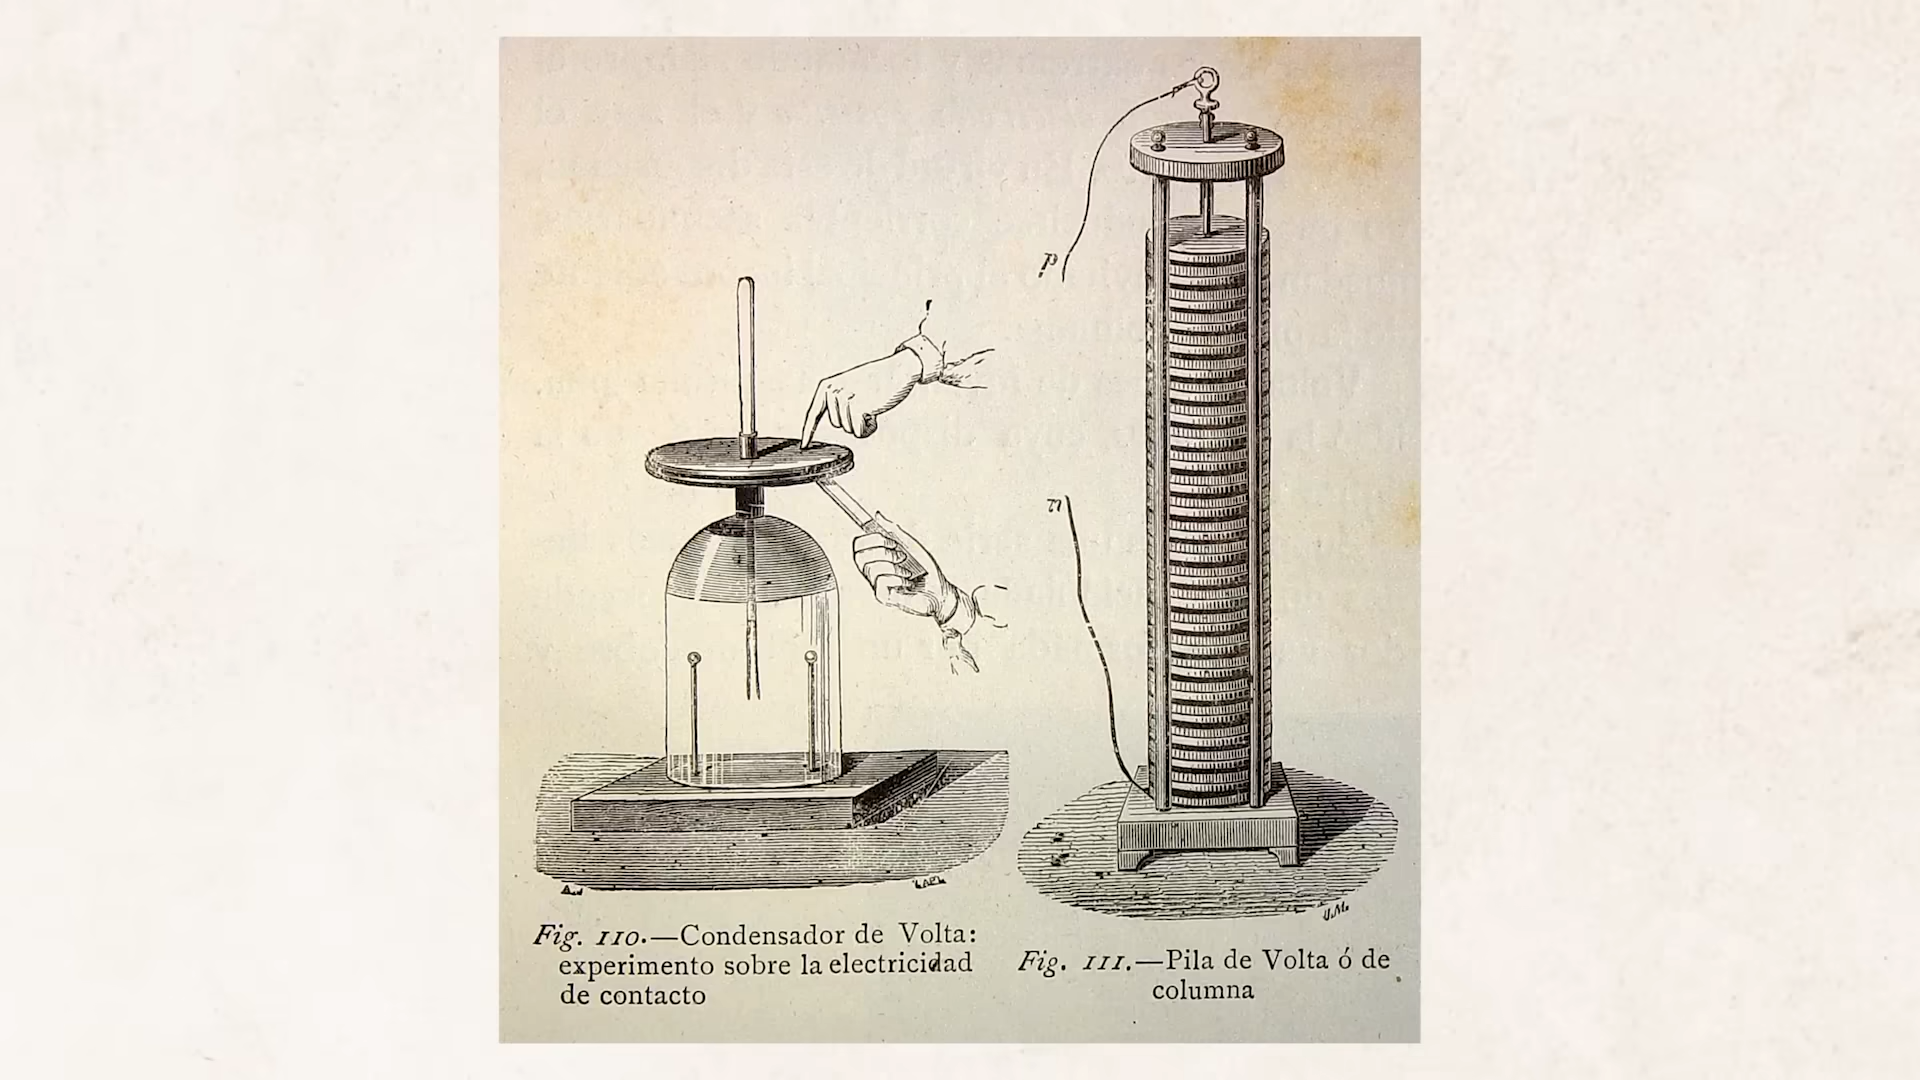 p
n
Fig. 110.—Condensador de Volta:
experimento sobre la electricidad
de contacto
Fig. 111.—Pila de Volta ó de
columna